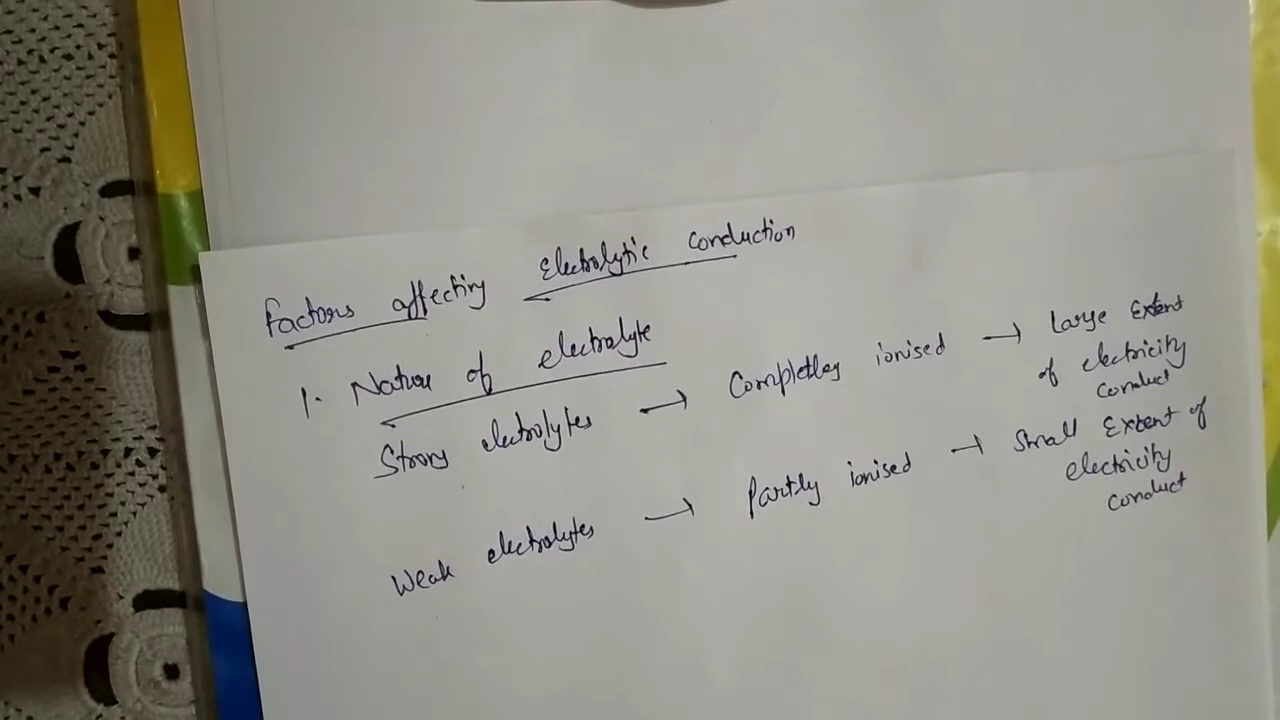 Factors affecting Electrolytic conduction
1. Nature of electrolyte
Strong electrolytes → Completley ionised → large Extent
of electricity
conduct
Weak electrolytes → Partly ionised → Small Extent of
electricity
conduct